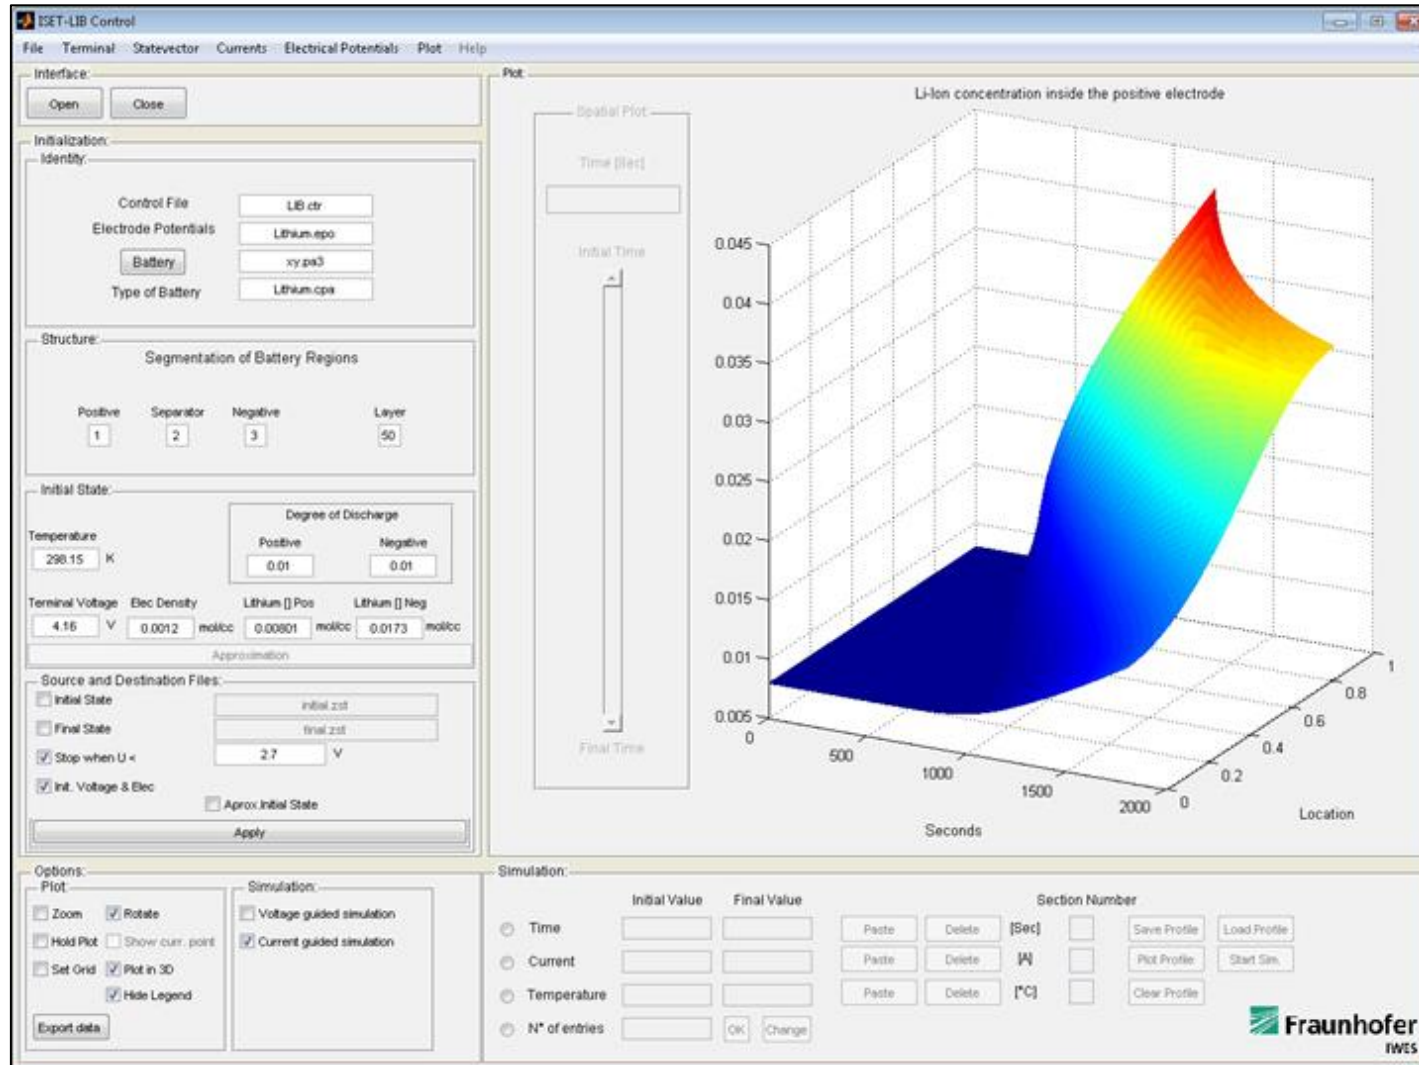 ISET-LIB Control
File Terminal Statevector Currents Electrical Potentials Plot Help
Interface:
Open Close
Initialization:
Identity:
Control File LIB.ctr
Electrode Potentials Lithium.epo
Battery xy.pa3
Type of Battery Lithium.cpa
Structure:
Segmentation of Battery Regions
Positive Separator Negative Layer
1 2 3 50
Initial State:
Degree of Discharge
Temperature Positive Negative
298.15 K 0.01 0.01
Terminal Voltage Elec Density Lithium [] Pos Lithium [] Neg
4.16 V 0.0012 mol/cc 0.00801 mol/cc 0.0173 mol/cc
Approximation
Source and Destination Files:
Initial State initial.zst
Final State final.zst
Stop when U < 2.7 V
Init. Voltage & Elec
Aprox.Initial State
Apply
Plot
Spatial Plot
Time [Sec]
Initial Time
Final Time
Li-Ion concentration inside the positive electrode
0.045
0.04
0.035
0.03
0.025
0.02
0.015
0.01
0.005
0 500 1000 1500 2000
Seconds
0 0.2 0.4 0.6 0.8 1
Location
Options:
Plot: Simulation:
Zoom Rotate Voltage guided simulation
Hold Plot Show curr. point Current guided simulation
Set Grid Plot in 3D
Hide Legend
Export data
Simulation:
Initial Value Final Value Section Number
Time Paste Delete [Sec] Save Profile Load Profile
Current Paste Delete [A] Plot Profile Start Sim.
Temperature Paste Delete [°C] Clear Profile
N° of entries OK Change
Fraunhofer
IWES